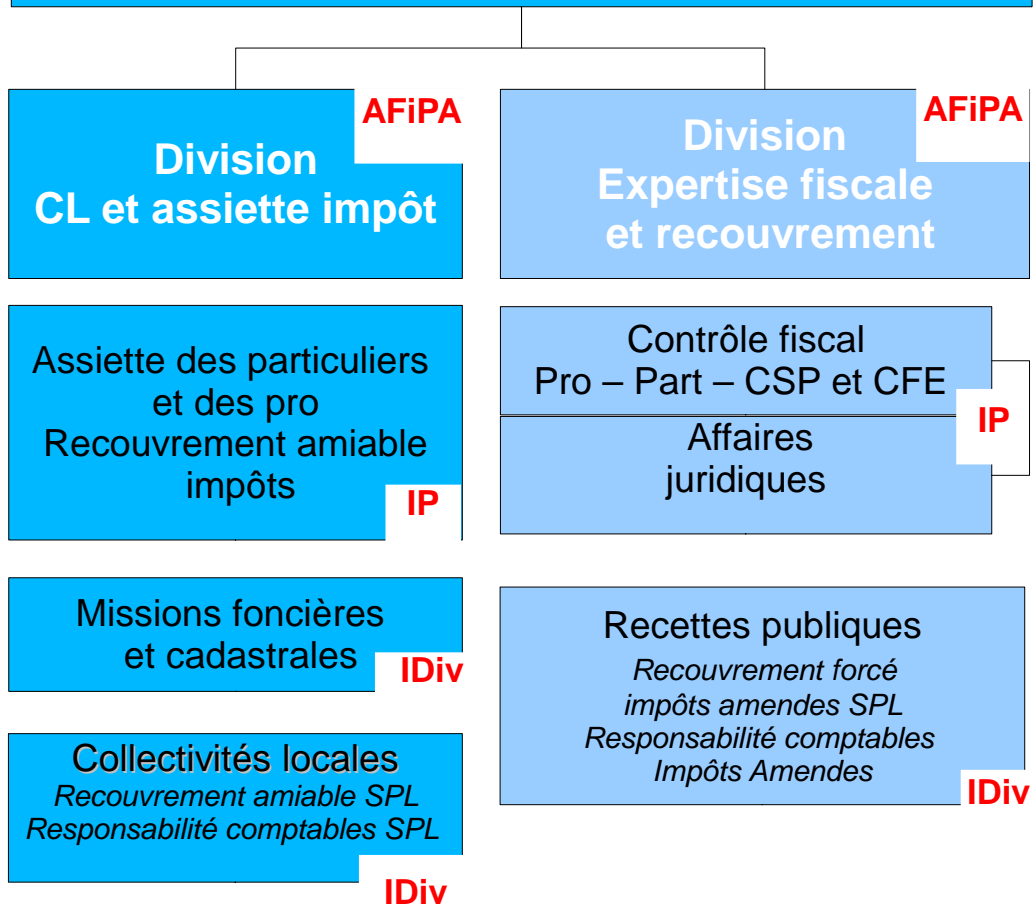 AFiPA
Division
CL et assiette impôt
AFiPA
Division
Expertise fiscale
et recouvrement
Assiette des particuliers
et des pro
Recouvrement amiable
impôts
IP
Contrôle fiscal
Pro – Part – CSP et CFE
Affaires
juridiques
IP
Missions foncières
et cadastrales
IDiv
Recettes publiques
Recouvrement forcé
impôts amendes SPL
Responsabilité comptables
Impôts Amendes
IDiv
Collectivités locales
Recouvrement amiable SPL
Responsabilité comptables SPL
IDiv